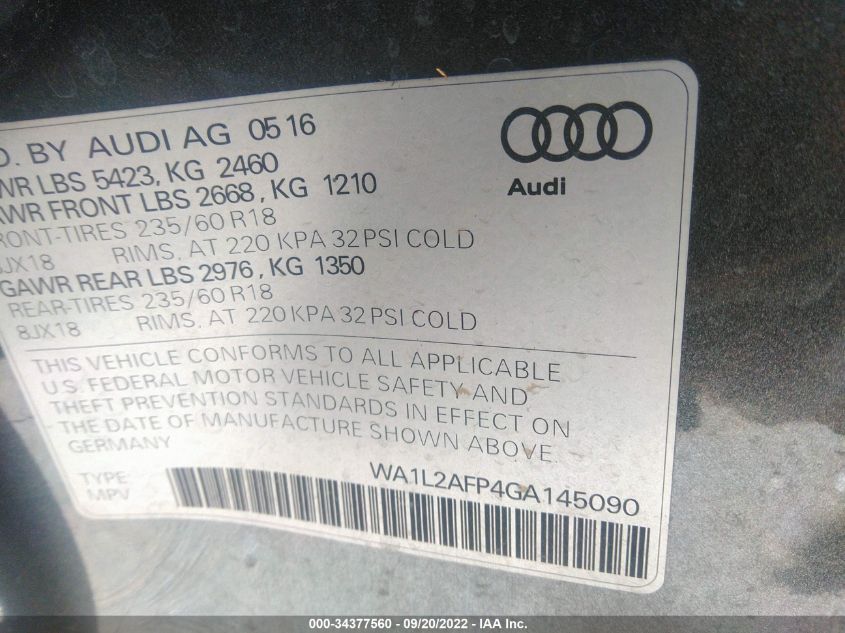 D. BY AUDI AG 05 16
WR LBS 5423, KG 2460
AWR FRONT LBS 2668, KG 1210
RONT-TIRES 235/60 R18
8JX18 RIMS, AT 220 KPA 32 PSI COLD
GAWR REAR LBS 2976, KG 1350
REAR-TIRES 235/60 R18
8JX18 RIMS, AT 220 KPA 32 PSI COLD
Audi
THIS VEHICLE CONFORMS TO ALL APPLICABLE
U.S. FEDERAL MOTOR VEHICLE SAFETY AND
THEFT PREVENTION STANDARDS IN EFFECT ON
THE DATE OF MANUFACTURE SHOWN ABOVE.
GERMANY
TYPE WA1L2AFP4GA145090
MPV
000-34377560 - 09/20/2022 - IAA Inc.